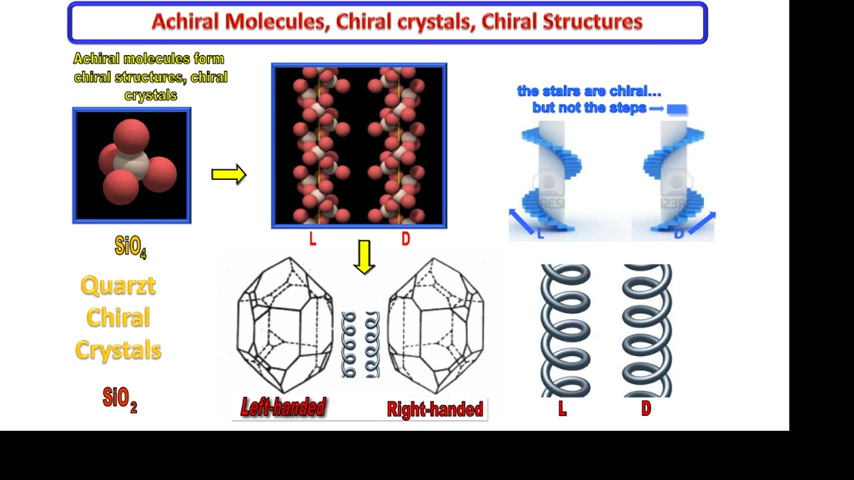 Achiral Molecules, Chiral crystals, Chiral Structures
Achiral molecules form
chiral structures, chiral
crystals
the stairs are chiral...
but not the steps
L
D
SiO4
L
D
Quarzt
Chiral
Crystals
SiO2
Left-handed
Right-handed
L
D